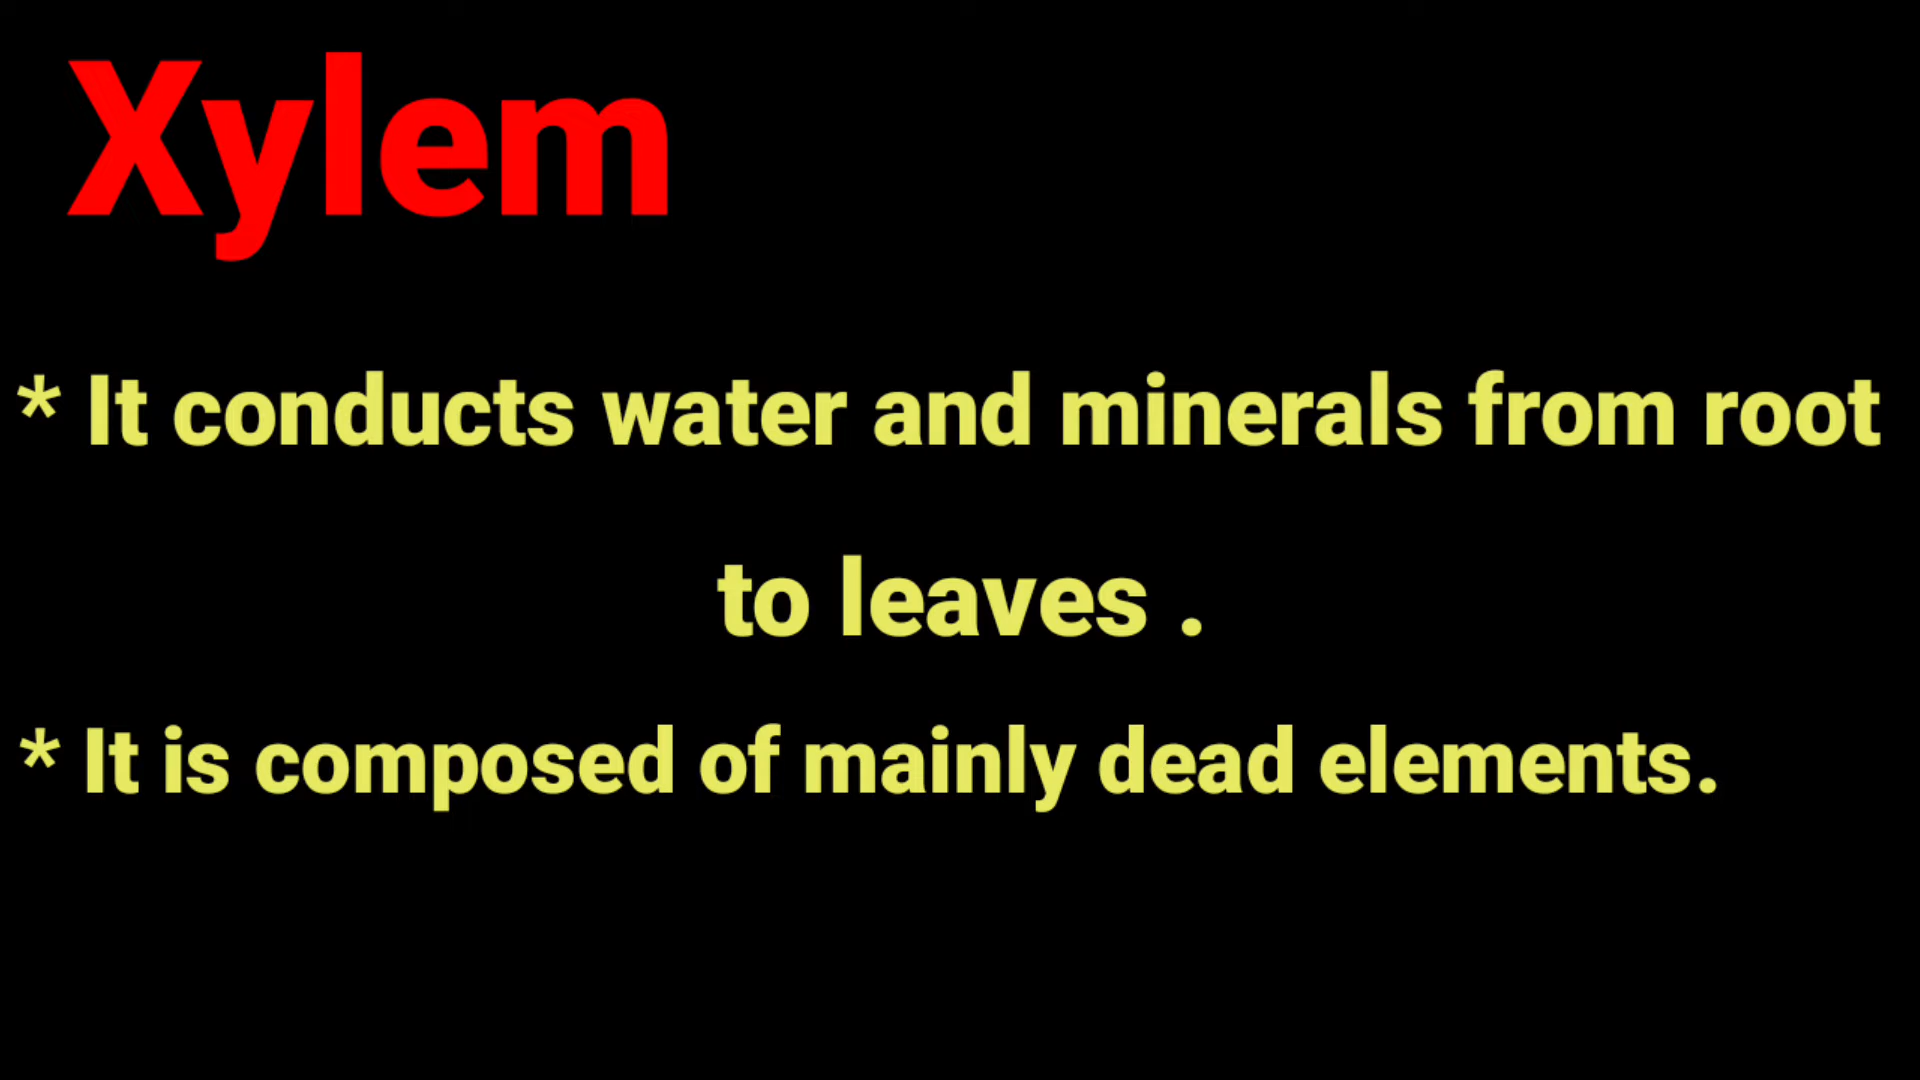 Xylem
* It conducts water and minerals from root
to leaves .
* It is composed of mainly dead elements.